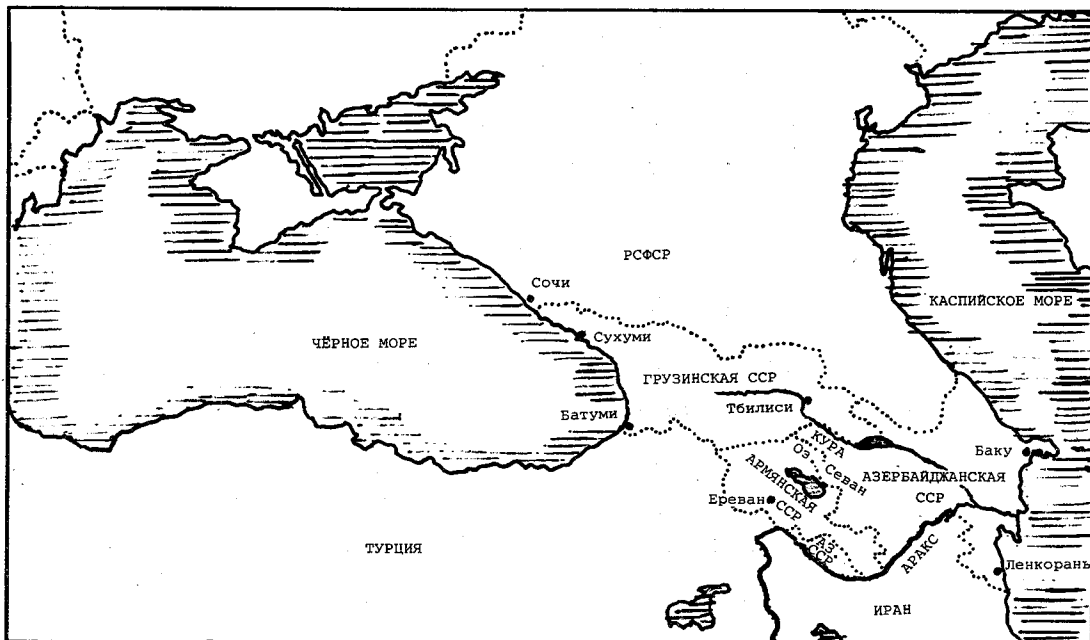 РСФСР
Сочи
КАСПИЙСКОЕ МОРЕ
Сухуми
ЧЁРНОЕ МОРЕ
ГРУЗИНСКАЯ ССР
Тбилиси
Батуми
КУРА
Оз. Севан
Баку
АРМЯНСКАЯ
ССР
АЗЕРБАЙДЖАНСКАЯ
ССР
Ереван
АЗ.
ССР
АРАКС
ТУРЦИЯ
Ленкорань
ИРАН